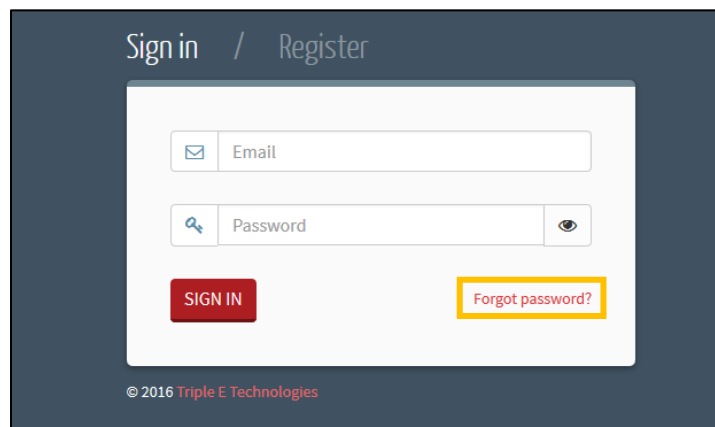 Sign in / Register
Email
Password
SIGN IN Forgot password?
© 2016 Triple E Technologies